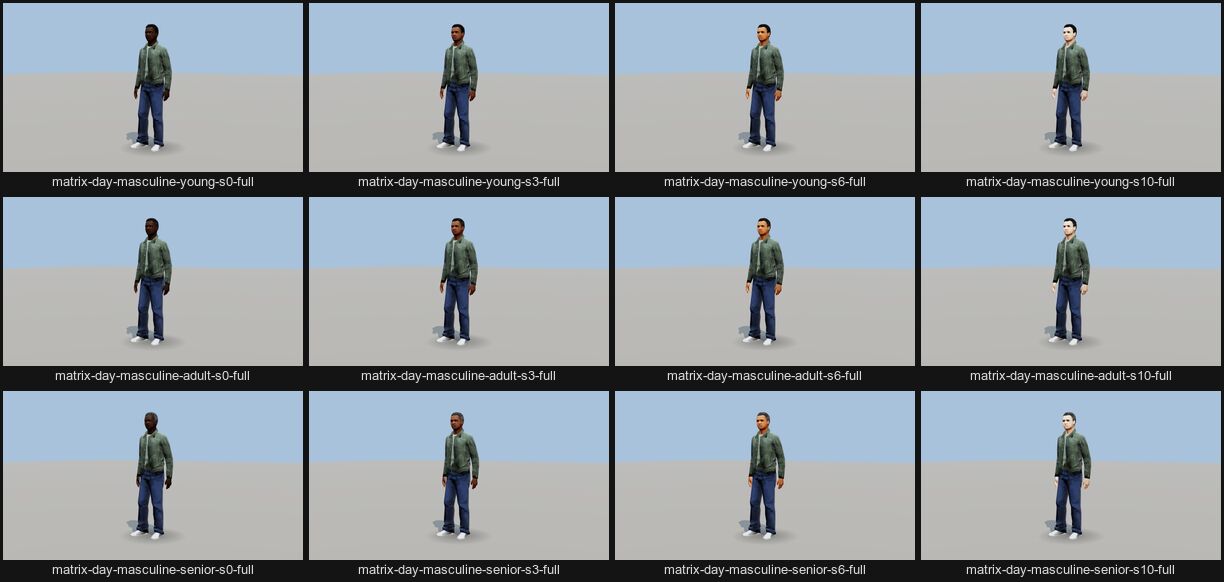 matrix-day-masculine-young-s0-full
matrix-day-masculine-young-s3-full
matrix-day-masculine-young-s6-full
matrix-day-masculine-young-s10-full
matrix-day-masculine-adult-s0-full
matrix-day-masculine-adult-s3-full
matrix-day-masculine-adult-s6-full
matrix-day-masculine-adult-s10-full
matrix-day-masculine-senior-s0-full
matrix-day-masculine-senior-s3-full
matrix-day-masculine-senior-s6-full
matrix-day-masculine-senior-s10-full